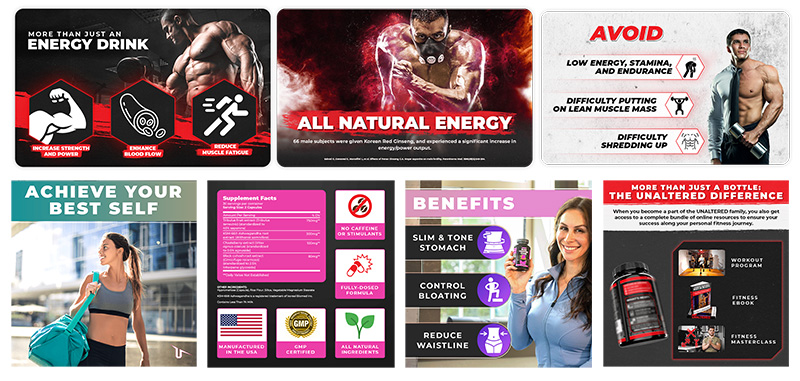 MORE THAN JUST AN
ENERGY DRINK
INCREASE STRENGTH
AND POWER
ENHANCE
BLOOD FLOW
REDUCE
MUSCLE FATIGUE
ALL NATURAL ENERGY
66 male subjects were given Korean Red Ginseng, and experienced a significant increase in
energy/power output.
AVOID
LOW ENERGY, STAMINA,
AND ENDURANCE
DIFFICULTY PUTTING
ON LEAN MUSCLE MASS
DIFFICULTY
SHREDDING UP
ACHIEVE YOUR
BEST SELF
Supplement Facts
Amount Per Serving
OTHER INGREDIENTS
NO CAFFEINE
OR STIMULANTS
FULLY-DOSED
FORMULA
MANUFACTURED
IN THE USA
GMP
GMP
CERTIFIED
ALL NATURAL
INGREDIENTS
BENEFITS
SLIM & TONE
STOMACH
CONTROL
BLOATING
REDUCE
WAISTLINE
MORE THAN JUST A BOTTLE:
THE UNALTERED DIFFERENCE
When you become a part of the UNALTERED family, you also get
access to a complete bundle of online resources to ensure your
success along your personal fitness journey.
WORKOUT
PROGRAM
FITNESS
EBOOK
FITNESS
MASTERCLASS